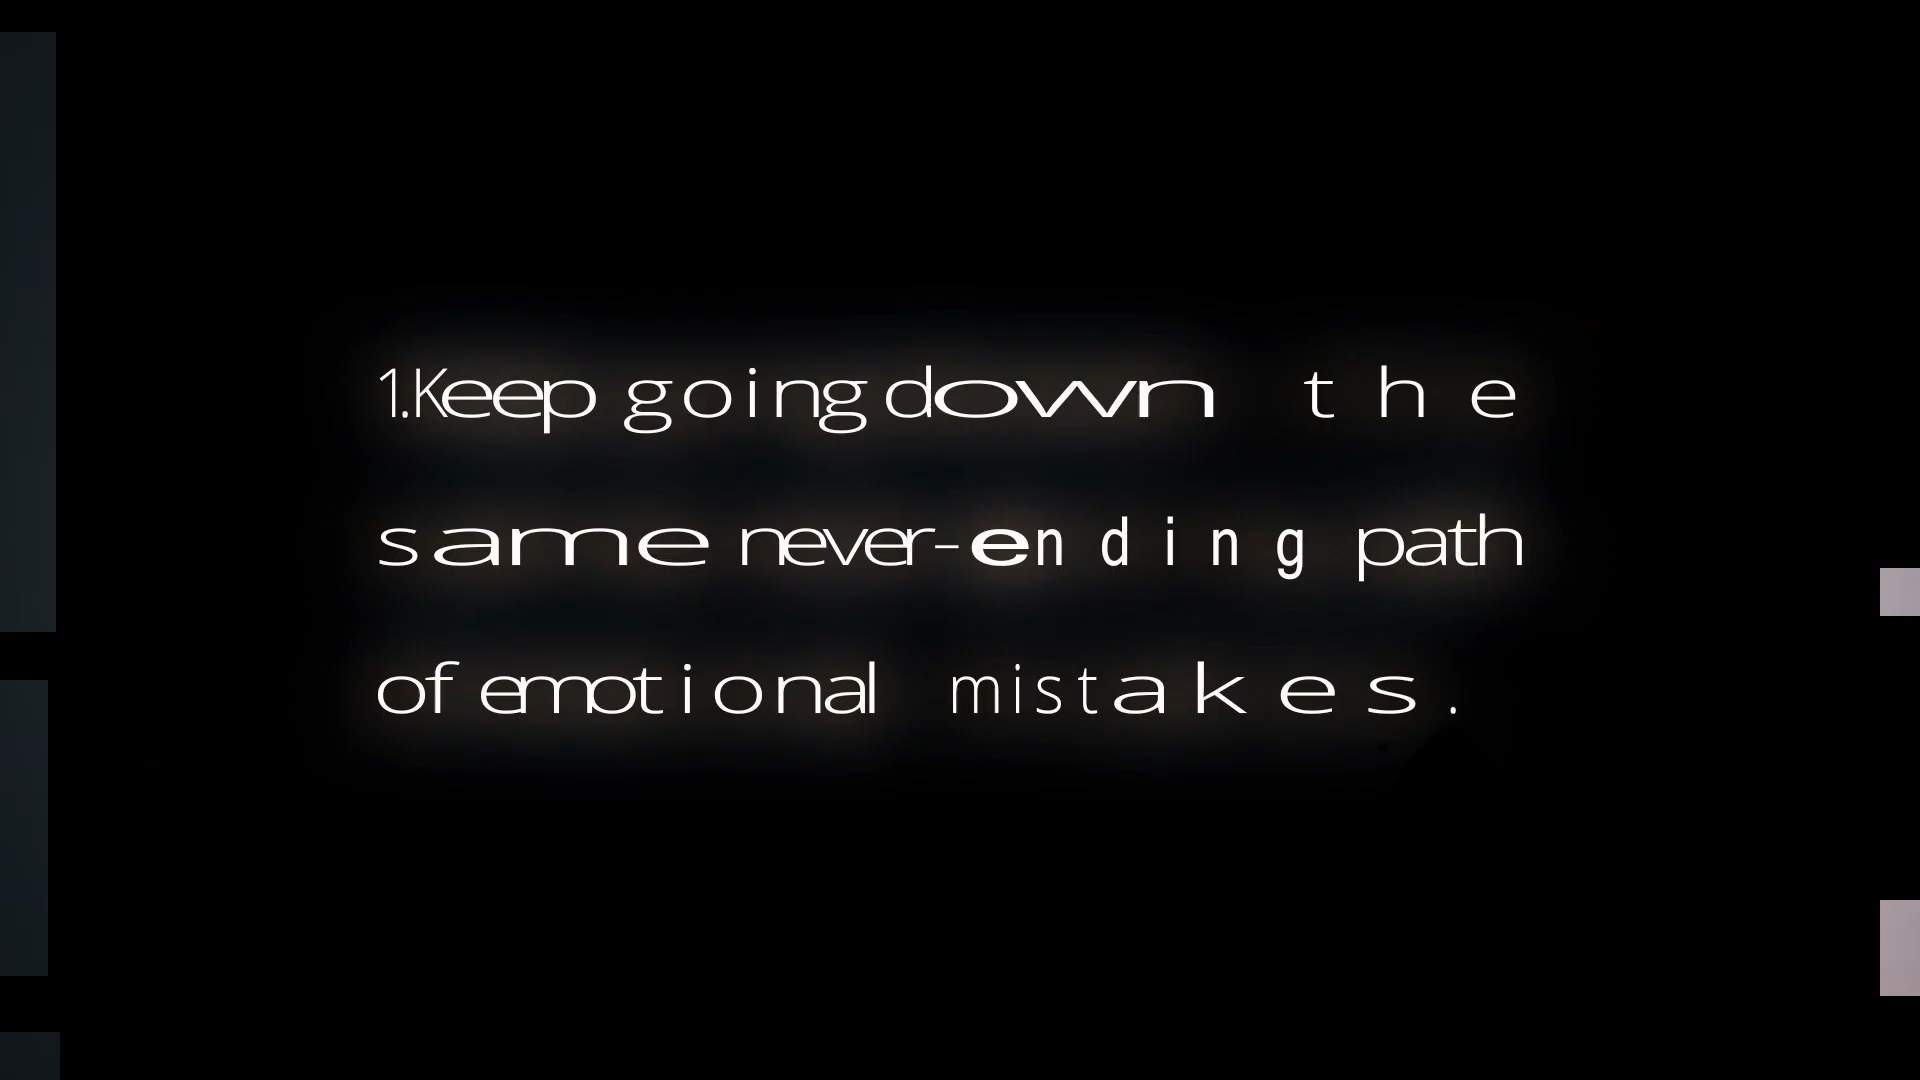 1.Keep going down the
same never-ending path
of emotional mistakes.